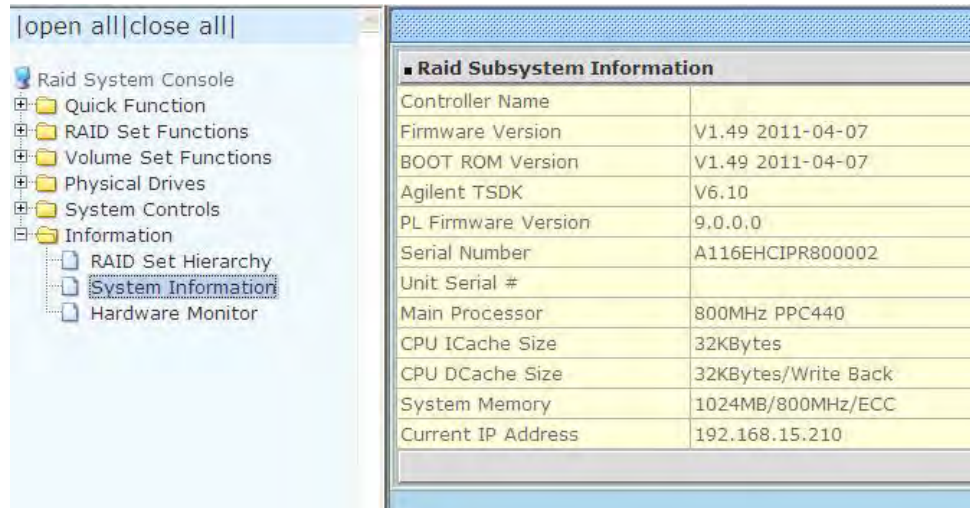 |open all|close all|
Raid System Console
Quick Function
RAID Set Functions
Volume Set Functions
Physical Drives
System Controls
Information
RAID Set Hierarchy
System Information
Hardware Monitor
Raid Subsystem Information
Controller Name
Firmware Version V1.49 2011-04-07
BOOT ROM Version V1.49 2011-04-07
Agilent TSDK V6.10
PL Firmware Version 9.0.0.0
Serial Number A116EHCIPR800002
Unit Serial #
Main Processor 800MHz PPC440
CPU ICache Size 32KBytes
CPU DCache Size 32KBytes/Write Back
System Memory 1024MB/800MHz/ECC
Current IP Address 192.168.15.210